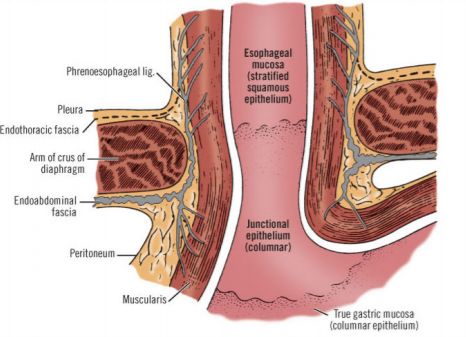 Esophageal
mucosa
(stratified
squamous
epithelium)
Phrenoesophageal lig.
Pleura
Endothoracic fascia
Arm of crus of
diaphragm
Endoabdominal
fascia
Junctional
epithelium
(columnar)
Peritoneum
Muscularis
True gastric mucosa
(columnar epithelium)